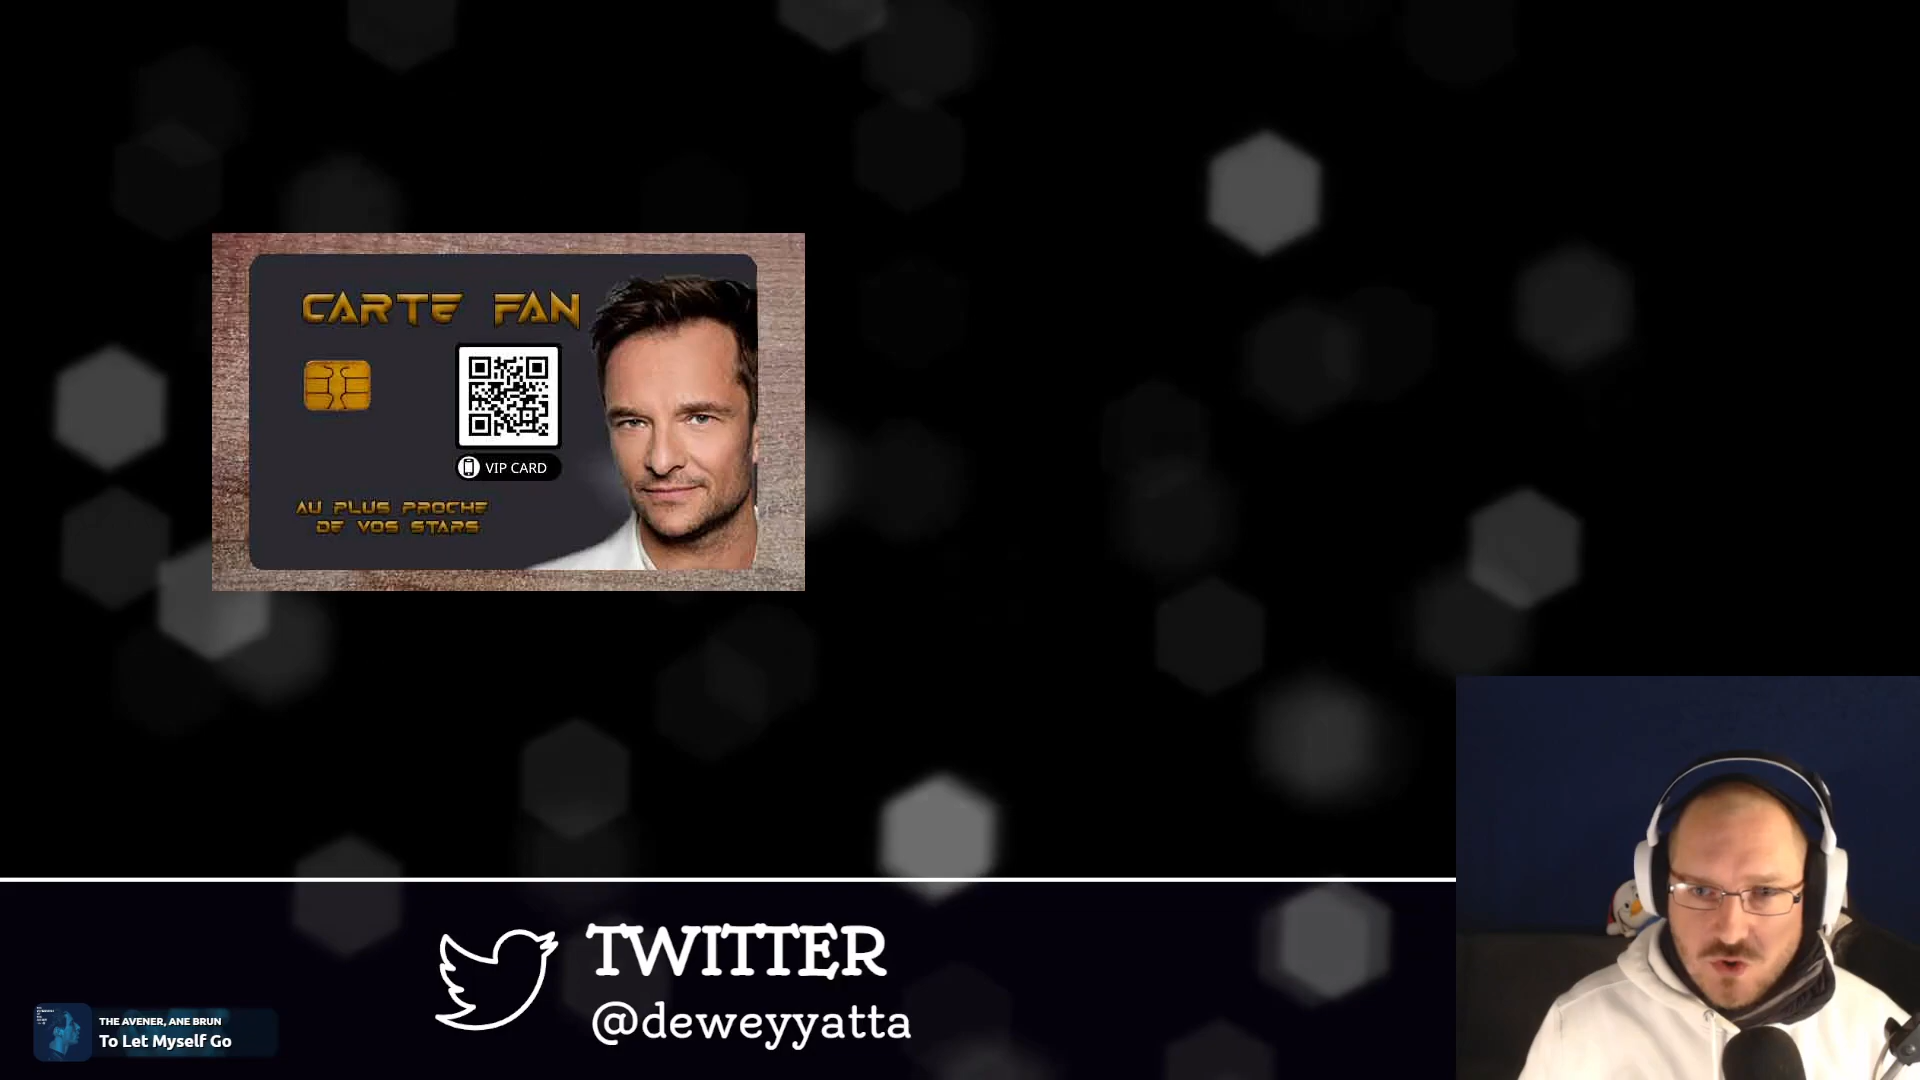 CARTE FAN
VIP CARD
AU PLUS PROCHE
DE VOS STARS
TWITTER
@deweyyatta
THE AVENER, ANE BRUN
To Let Myself Go